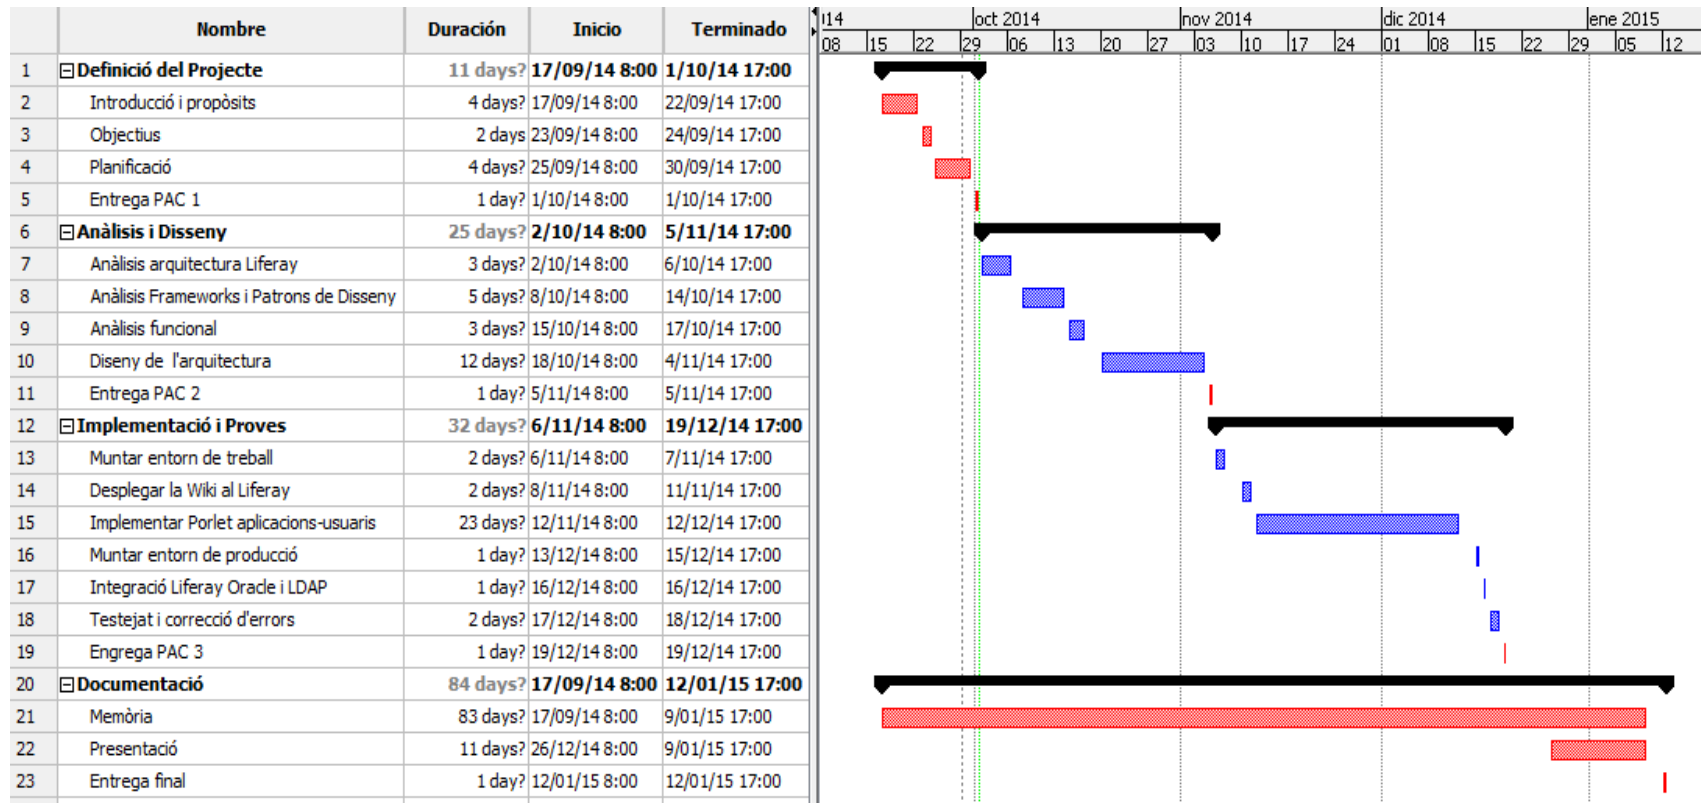 Nombre Duración Inicio Terminado
'14 oct 2014 nov 2014 dic 2014 ene 2015
08 15 22 29 06 13 20 27 03 10 17 24 01 08 15 22 29 05 12
1 Definició del Projecte 11 days? 17/09/14 8:00 1/10/14 17:00
2 Introducció i propòsits 4 days? 17/09/14 8:00 22/09/14 17:00
3 Objectius 2 days 23/09/14 8:00 24/09/14 17:00
4 Planificació 4 days? 25/09/14 8:00 30/09/14 17:00
5 Entrega PAC 1 1 day? 1/10/14 8:00 1/10/14 17:00
6 Anàlisis i Disseny 25 days? 2/10/14 8:00 5/11/14 17:00
7 Anàlisis arquitectura Liferay 3 days? 2/10/14 8:00 6/10/14 17:00
8 Anàlisis Frameworks i Patrons de Disseny 5 days? 8/10/14 8:00 14/10/14 17:00
9 Anàlisis funcional 3 days? 15/10/14 8:00 17/10/14 17:00
10 Diseny de l'arquitectura 12 days? 18/10/14 8:00 4/11/14 17:00
11 Entrega PAC 2 1 day? 5/11/14 8:00 5/11/14 17:00
12 Implementació i Proves 32 days? 6/11/14 8:00 19/12/14 17:00
13 Muntar entorn de treball 2 days? 6/11/14 8:00 7/11/14 17:00
14 Desplegar la Wiki al Liferay 2 days? 8/11/14 8:00 11/11/14 17:00
15 Implementar Porlet aplicacions-usuaris 23 days? 12/11/14 8:00 12/12/14 17:00
16 Muntar entorn de producció 1 day? 13/12/14 8:00 15/12/14 17:00
17 Integració Liferay Oracle i LDAP 1 day? 16/12/14 8:00 16/12/14 17:00
18 Testejat i correcció d'errors 2 days? 17/12/14 8:00 18/12/14 17:00
19 Engrega PAC 3 1 day? 19/12/14 8:00 19/12/14 17:00
20 Documentació 84 days? 17/09/14 8:00 12/01/15 17:00
21 Memòria 83 days? 17/09/14 8:00 9/01/15 17:00
22 Presentació 11 days? 26/12/14 8:00 9/01/15 17:00
23 Entrega final 1 day? 12/01/15 8:00 12/01/15 17:00